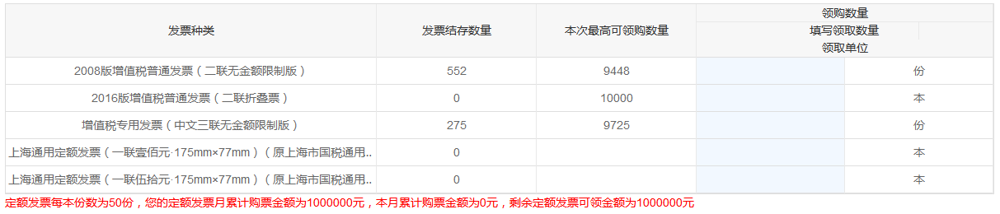 发票种类 发票结存数量 本次最高可领购数量 领购数量
填写领取数量
领取单位
2008版增值税普通发票（二联无金额限制版） 552 9448 份
2016版增值税普通发票（二联折叠票） 0 10000 本
增值税专用发票（中文三联无金额限制版） 275 9725 份
上海通用定额发票（一联壹佰元·175mm×77mm）（原上海市国税通用.. 0 本
上海通用定额发票（一联伍拾元·175mm×77mm）（原上海市国税通用.. 0 本
定额发票每本份数为50份，您的定额发票月累计购票金额为1000000元，本月累计购票金额为0元，剩余定额发票可领金额为1000000元